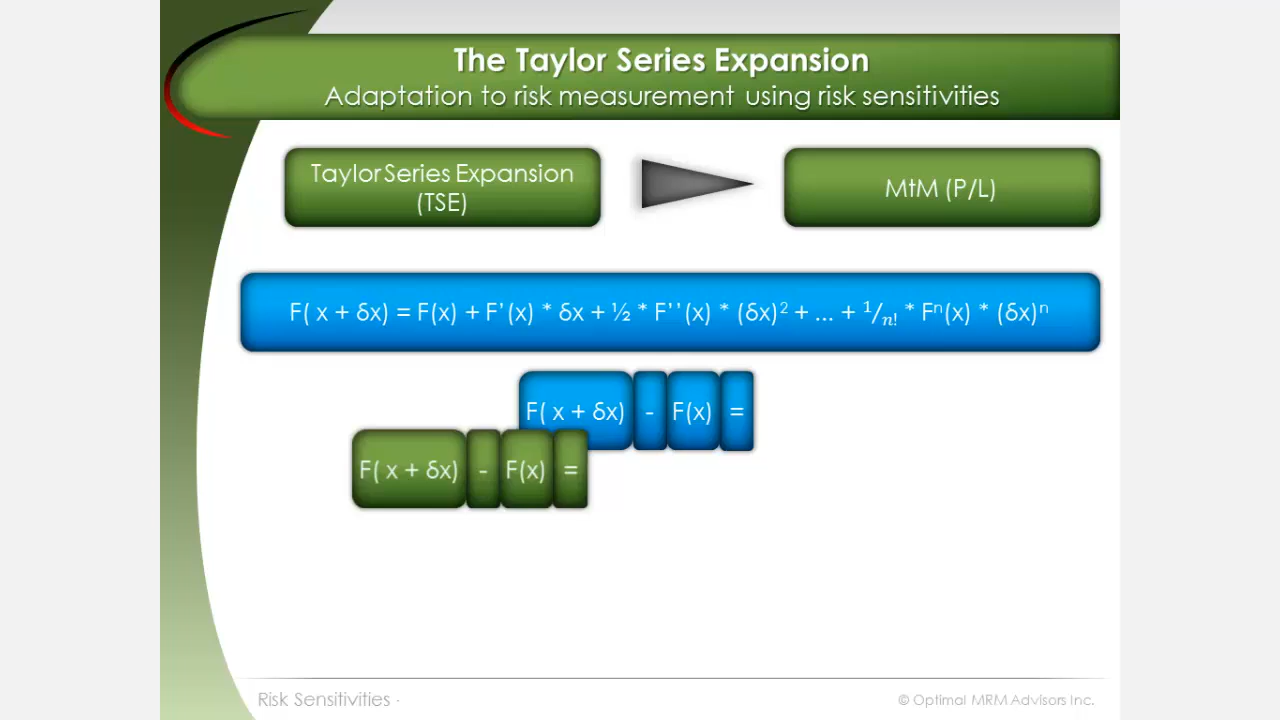 The Taylor Series Expansion
Adaptation to risk measurement using risk sensitivities
Taylor Series Expansion
(TSE)
MtM (P/L)
F( x + δx) = F(x) + F'(x) * δx + ½ * F''(x) * (δx)² + ... + ¹/ₙ! * Fⁿ(x) * (δx)ⁿ
F( x + δx) - F(x) =
F( x + δx) - F(x) =
Risk Sensitivities -
© Optimal MRM Advisors Inc.